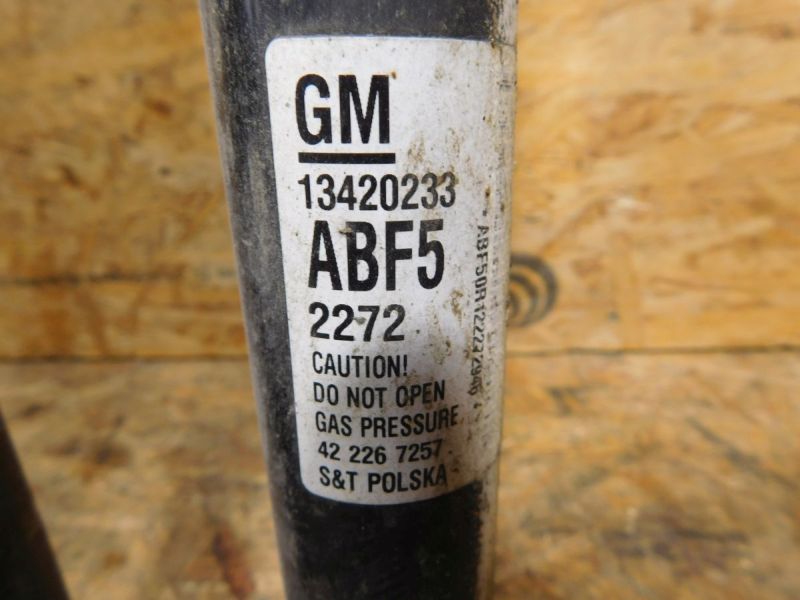 GM
13420233
ABF5
2272
CAUTION!
DO NOT OPEN
GAS PRESSURE
42 226 7257
S&T POLSKA